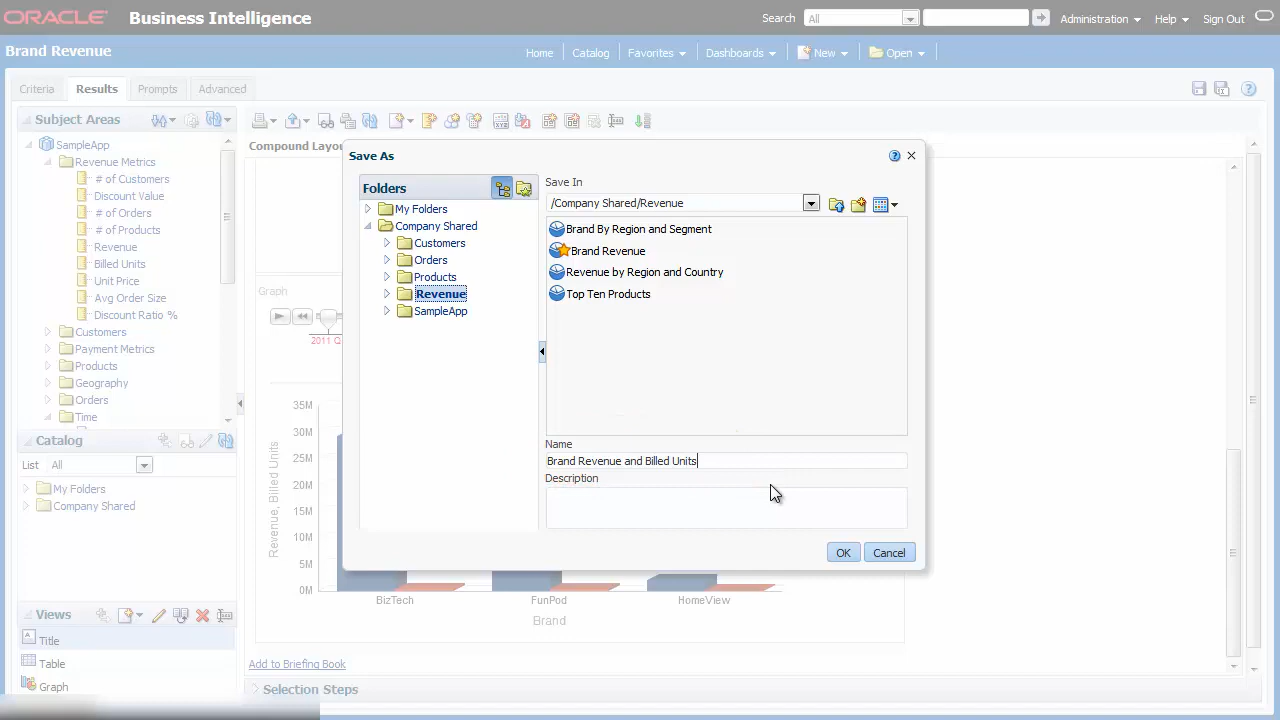 ORACLE Business Intelligence
Search All Administration Help Sign Out
Brand Revenue
Home Catalog Favorites Dashboards New Open
Criteria Results Prompts Advanced
Subject Areas
SampleApp
Revenue Metrics
# of Customers
Discount Value
# of Orders
# of Products
Revenue
Billed Units
Unit Price
Avg Order Size
Discount Ratio %
Customers
Payment Metrics
Products
Geography
Orders
Time
Catalog
List All
My Folders
Company Shared
Views
Title
Table
Graph
Compound Layou
Graph
2011 Q
Revenue, Billed Units
35M
30M
25M
20M
15M
10M
5M
0M
BizTech FunPod HomeView
Brand
Add to Briefing Book
Selection Steps
Save As
Folders
My Folders
Company Shared
Customers
Orders
Products
Revenue
SampleApp
Save In
/Company Shared/Revenue
Brand By Region and Segment
Brand Revenue
Revenue by Region and Country
Top Ten Products
Name
Brand Revenue and Billed Units
Description
OK Cancel